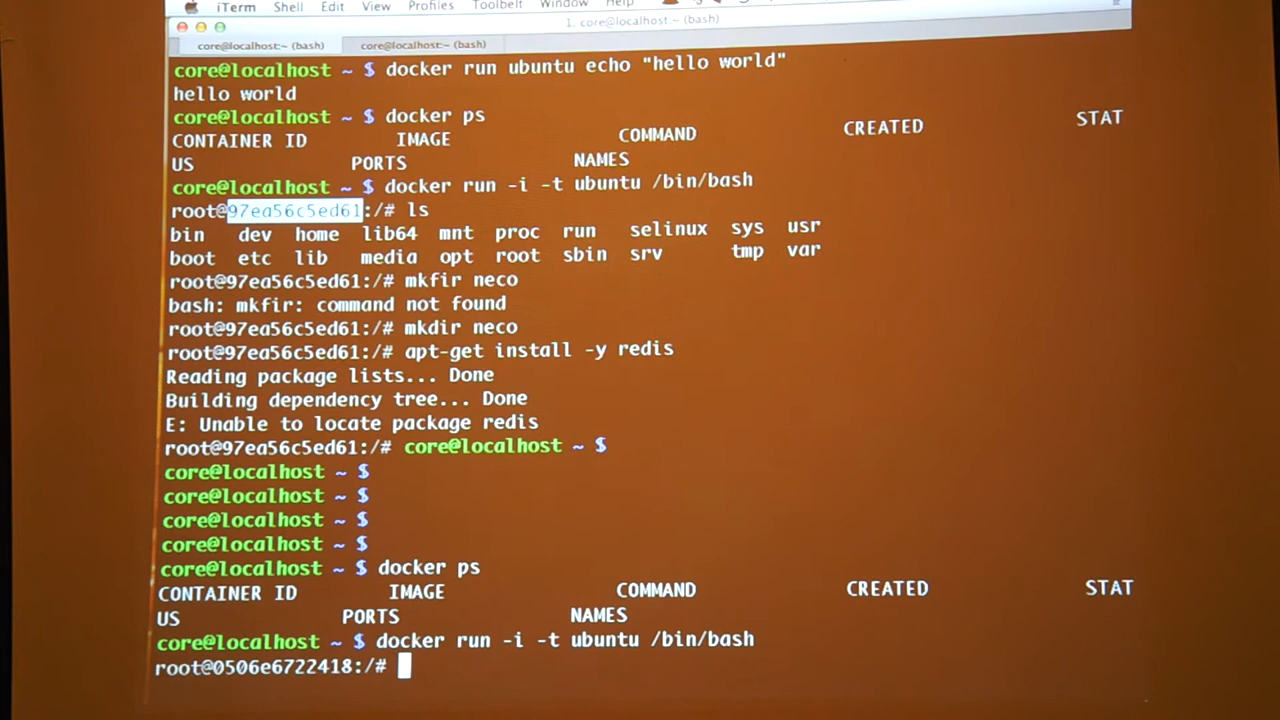 iTerm Shell Edit View Profiles Toolbelt Window Help
1. core@localhost:~ (bash)
core@localhost:~ (bash) core@localhost:~ (bash)
core@localhost ~ $ docker run ubuntu echo "hello world"
hello world
core@localhost ~ $ docker ps
CONTAINER ID IMAGE COMMAND CREATED STAT
US PORTS NAMES
core@localhost ~ $ docker run -i -t ubuntu /bin/bash
root@97ea56c5ed61:/# ls
bin dev home lib64 mnt proc run selinux sys usr
boot etc lib media opt root sbin srv tmp var
root@97ea56c5ed61:/# mkfir neco
bash: mkfir: command not found
root@97ea56c5ed61:/# mkdir neco
root@97ea56c5ed61:/# apt-get install -y redis
Reading package lists... Done
Building dependency tree... Done
E: Unable to locate package redis
root@97ea56c5ed61:/# core@localhost ~ $
core@localhost ~ $
core@localhost ~ $
core@localhost ~ $
core@localhost ~ $
core@localhost ~ $ docker ps
CONTAINER ID IMAGE COMMAND CREATED STAT
US PORTS NAMES
core@localhost ~ $ docker run -i -t ubuntu /bin/bash
root@0506e6722418:/#